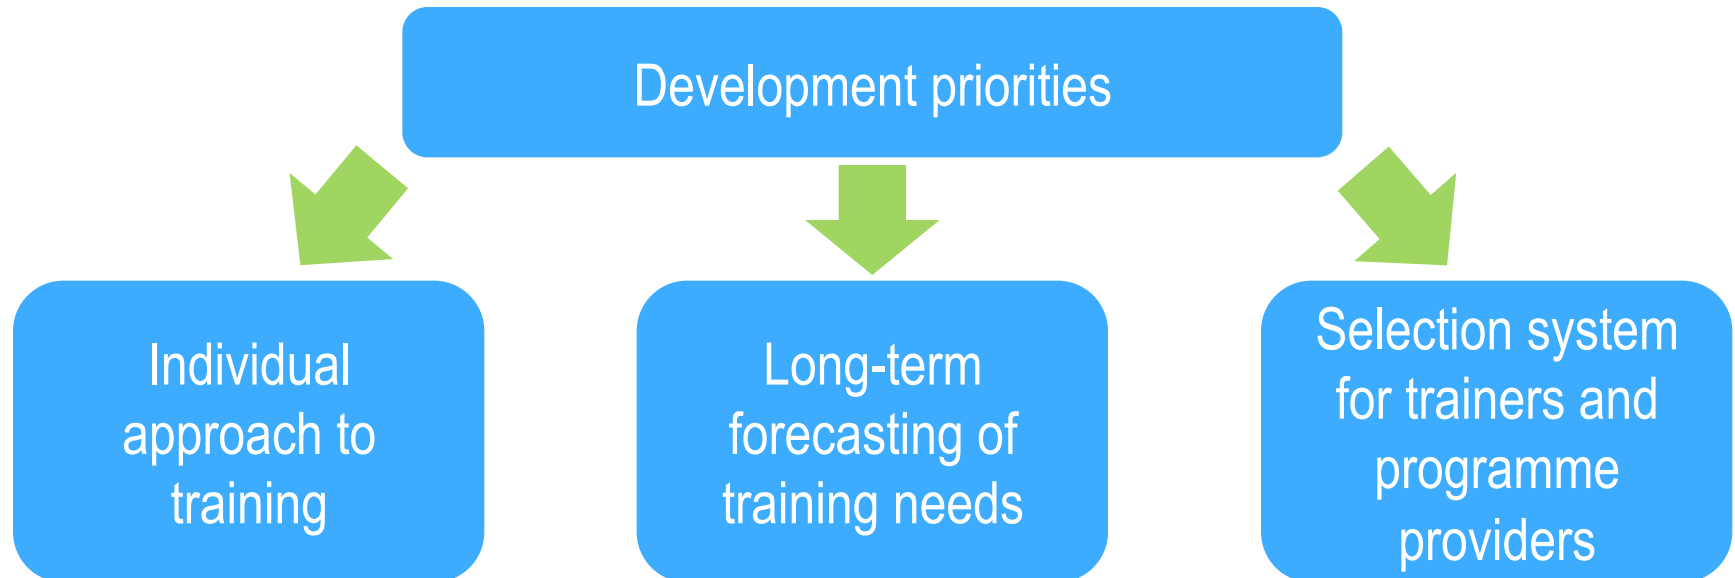 Development priorities
Individual
approach to
training
Long-term
forecasting of
training needs
Selection system
for trainers and
programme
providers